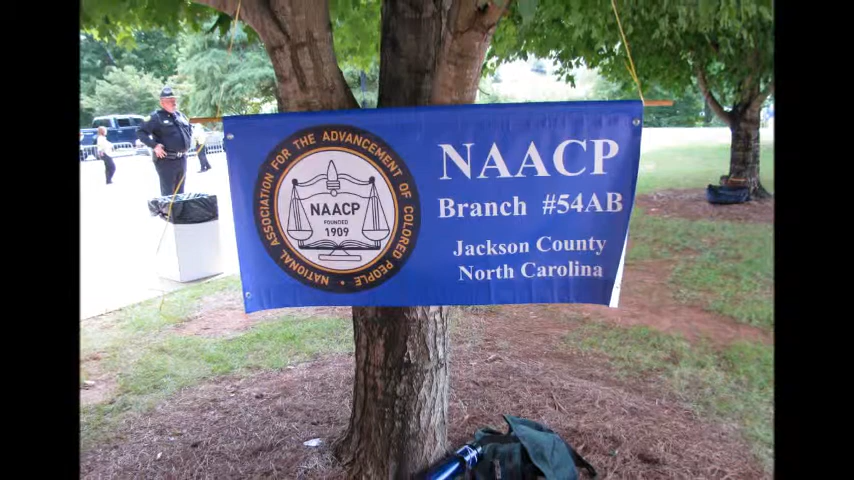 NATIONAL ASSOCIATION FOR THE ADVANCEMENT OF COLORED PEOPLE
NAACP
FOUNDED
1909
NAACP
Branch #54AB
Jackson County
North Carolina